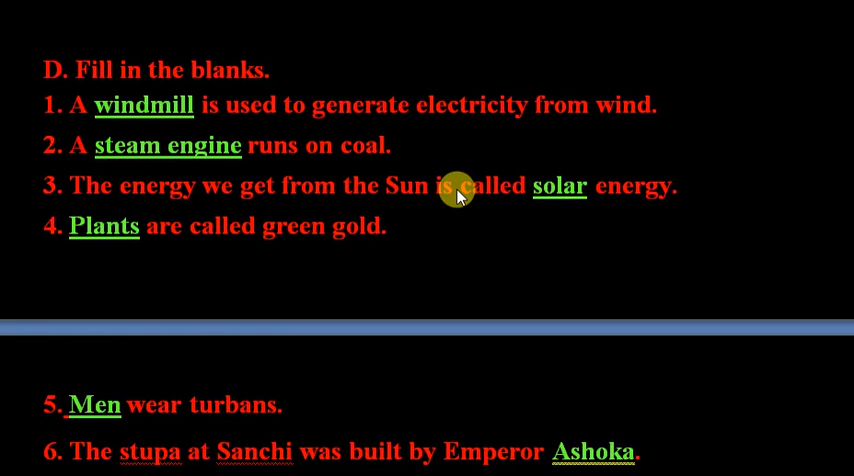 D. Fill in the blanks.
1. A windmill is used to generate electricity from wind.
2. A steam engine runs on coal.
3. The energy we get from the Sun is called solar energy.
4. Plants are called green gold.
5. Men wear turbans.
6. The stupa at Sanchi was built by Emperor Ashoka.